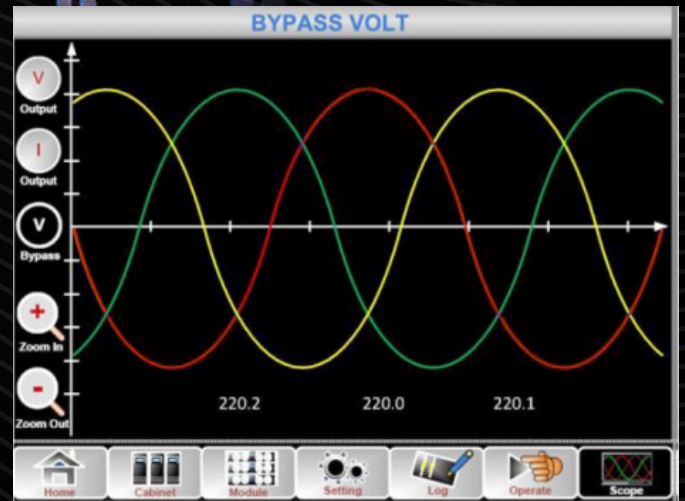 BYPASS VOLT
V
Output
I
Output
V
Bypass
+
Zoom In
-
Zoom Out
220.2 220.0 220.1
Home Cabinet Module Setting Log Operate Scope